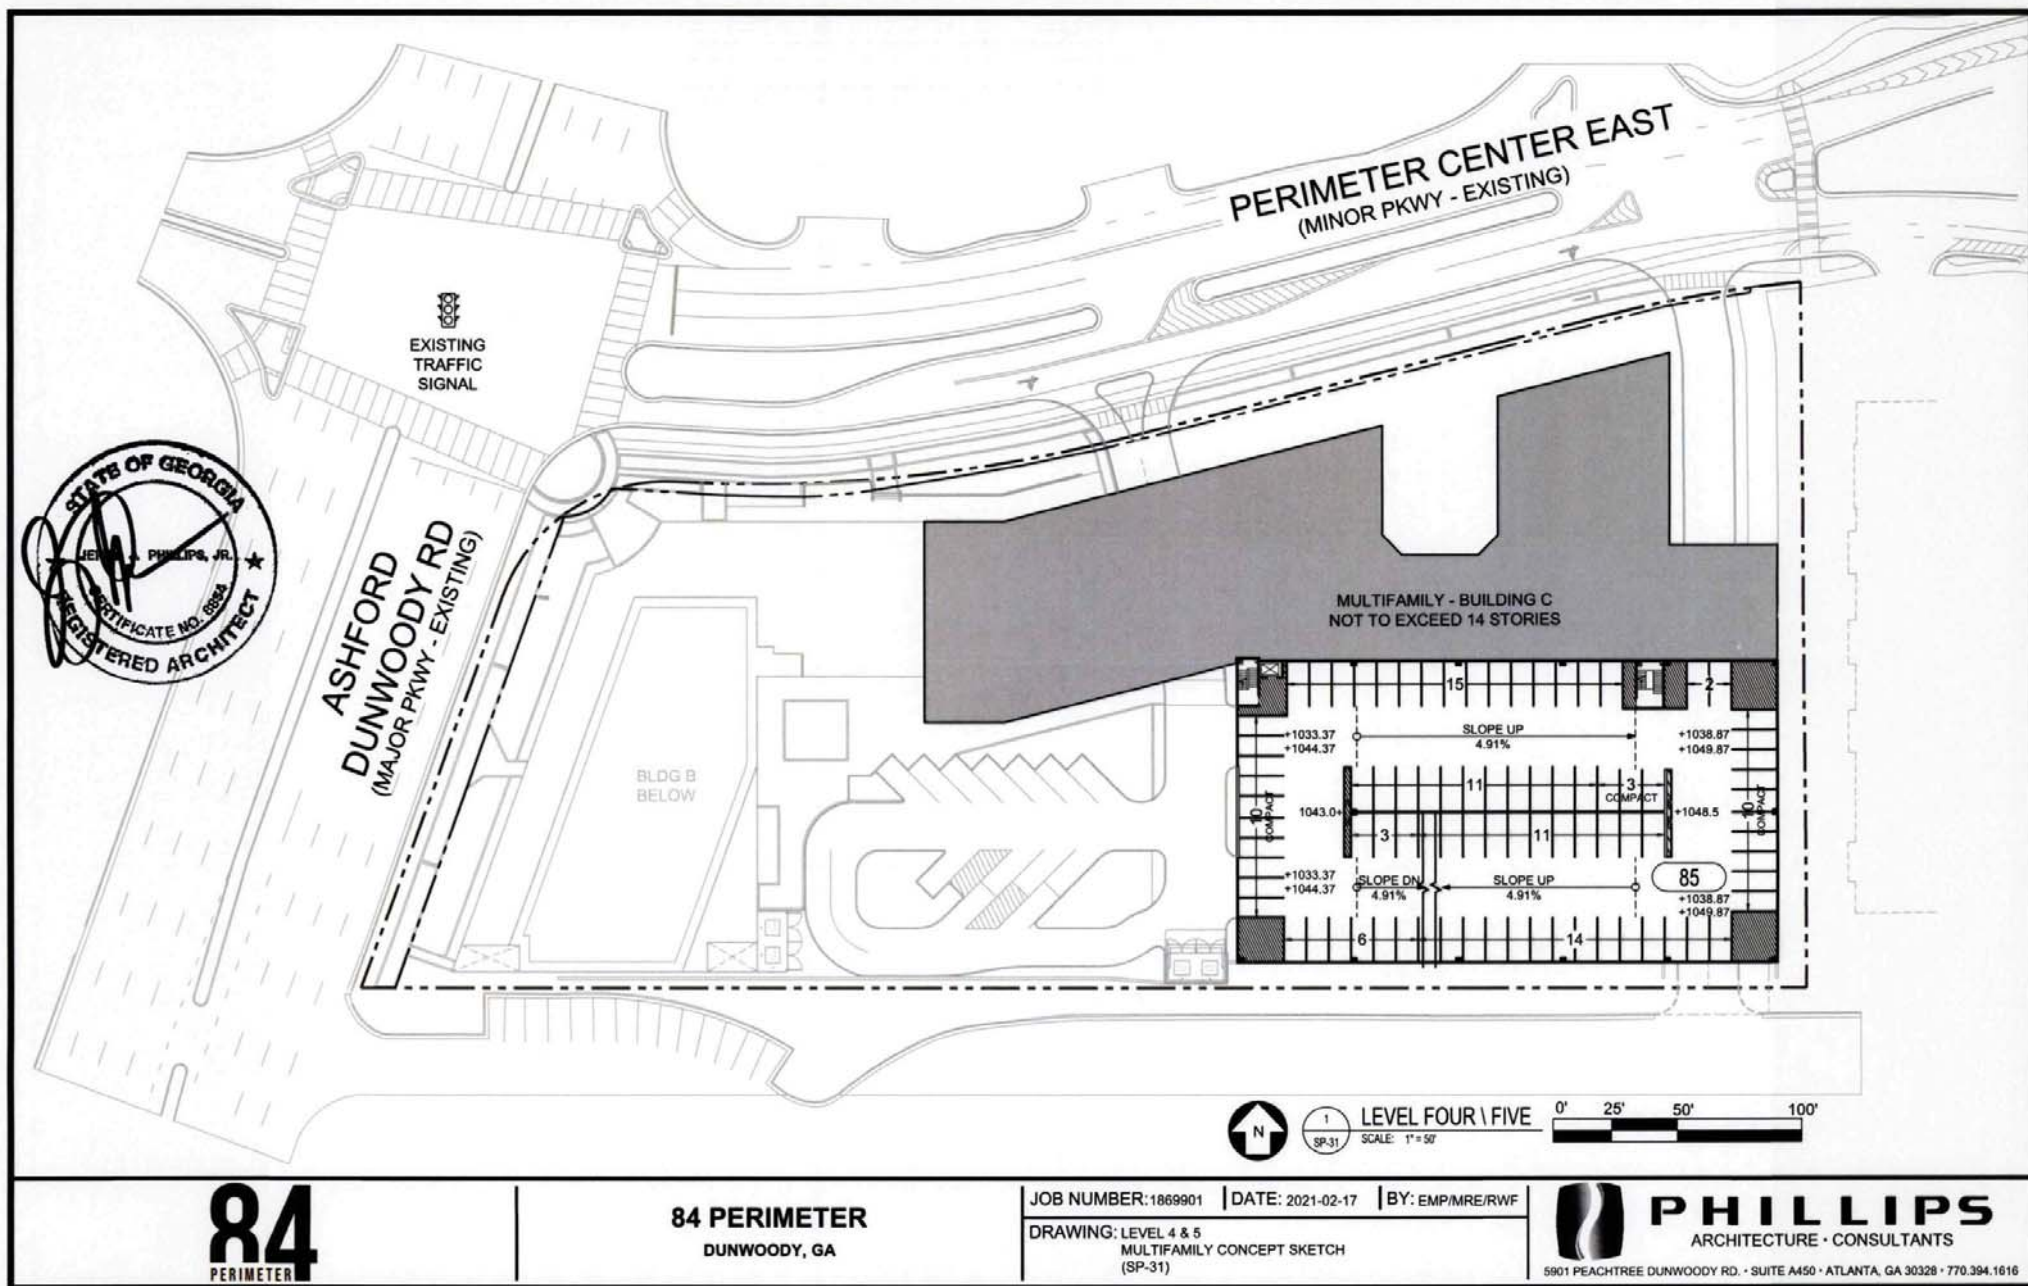 PERIMETER CENTER EAST
(MINOR PKWY - EXISTING)
EXISTING
TRAFFIC
SIGNAL
STATE OF GEORGIA
PHILLIPS, JR.
CERTIFICATE NO. 6854
REGISTERED ARCHITECT
ASHFORD
DUNWOODY RD
(MAJOR PKWY - EXISTING)
MULTIFAMILY - BUILDING C
NOT TO EXCEED 14 STORIES
BLDG B
BELOW
15
2
+1033.37
+1044.37
SLOPE UP
4.91%
+1038.87
+1049.87
11
3
COMPACT
10
COMPACT
1043.0+
+1048.5
10
COMPACT
3
11
+1033.37
+1044.37
SLOPE DN
4.91%
SLOPE UP
4.91%
85
+1038.87
+1049.87
6
14
N
1
SP-31
LEVEL FOUR \ FIVE
SCALE: 1" = 50'
0' 25' 50' 100'
84
PERIMETER
84 PERIMETER
DUNWOODY, GA
JOB NUMBER: 1869901 DATE: 2021-02-17 BY: EMP/MRE/RWF
DRAWING: LEVEL 4 & 5
MULTIFAMILY CONCEPT SKETCH
(SP-31)
PHILLIPS
ARCHITECTURE · CONSULTANTS
5901 PEACHTREE DUNWOODY RD. · SUITE A450 · ATLANTA, GA 30328 · 770.394.1616